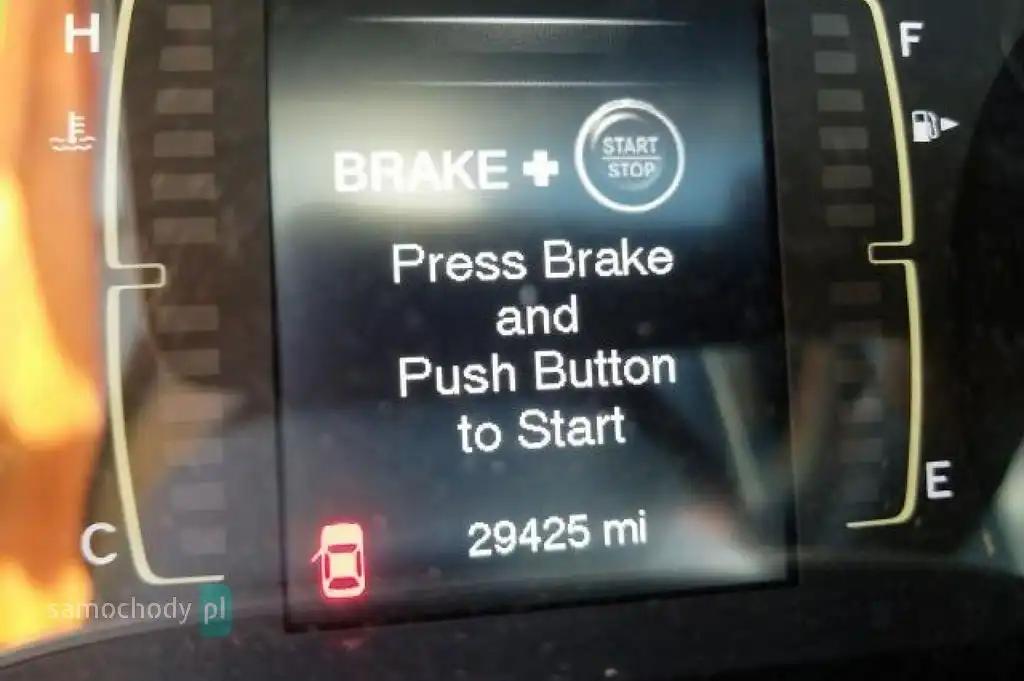 H
F
BRAKE + START STOP
Press Brake
and
Push Button
to Start
E
29425 mi
C
samochody pl